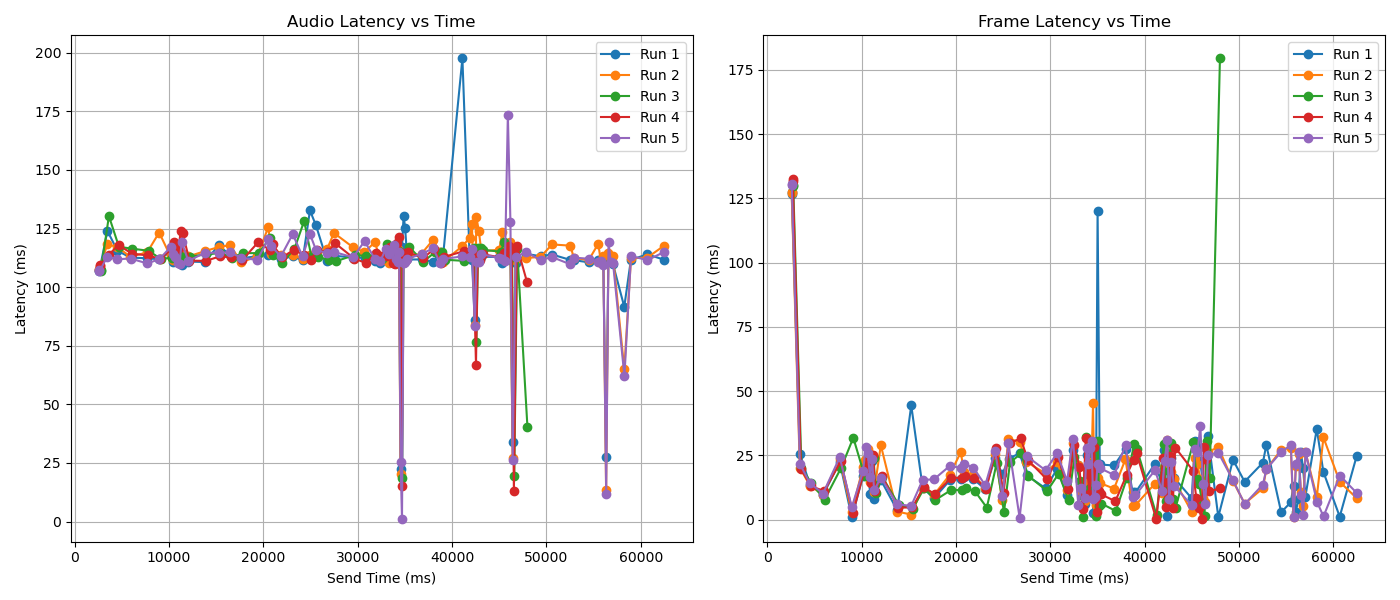 Audio Latency vs Time
200
175
150
125
100
75
50
25
0
Latency (ms)
0
10000
20000
30000
40000
50000
60000
Send Time (ms)
Run 1
Run 2
Run 3
Run 4
Run 5
Frame Latency vs Time
175
150
125
100
75
50
25
0
Latency (ms)
0
10000
20000
30000
40000
50000
60000
Send Time (ms)
Run 1
Run 2
Run 3
Run 4
Run 5